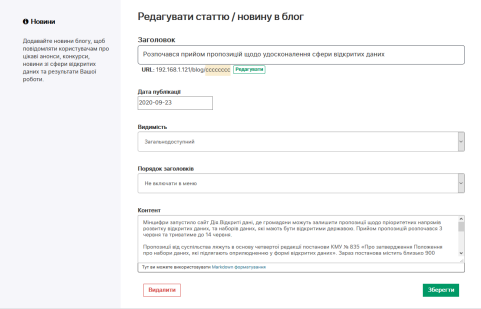 Новини
Додавайте новини блогу, щоб
повідомляти користувачам про
цікаві анонси, конкурси,
новини зі сфери відкритих
даних та результати Вашої
роботи.
Редагувати статтю / новину в блог
Заголовок
Розпочався прийом пропозицій щодо удосконалення сфери відкритих даних
URL: 192.168.1.121/blog/cccccccc Редагувати
Дата публікації
2020-09-23
Видимість
Загальнодоступний
Порядок заголовків
Не включати в меню
Контент
Мінцифри запустило сайт Дія.Відкриті дані, де громадяни можуть залишити пропозиції щодо пріоритетних напрямів
розвитку відкритих даних, та наборів даних, які мають бути відкритими державою. Прийом пропозицій розпочався 3
червня та триватиме до 14 червня.
Пропозиції від суспільства ляжуть в основу четвертої редакції постанови КМУ № 835 «Про затвердження Положення
про набори даних, які підлягають оприлюдненню у формі відкритих даних». Зараз постанова містить близько 900
Тут ви можете використовувати Markdown форматування
Видалити
Зберегти